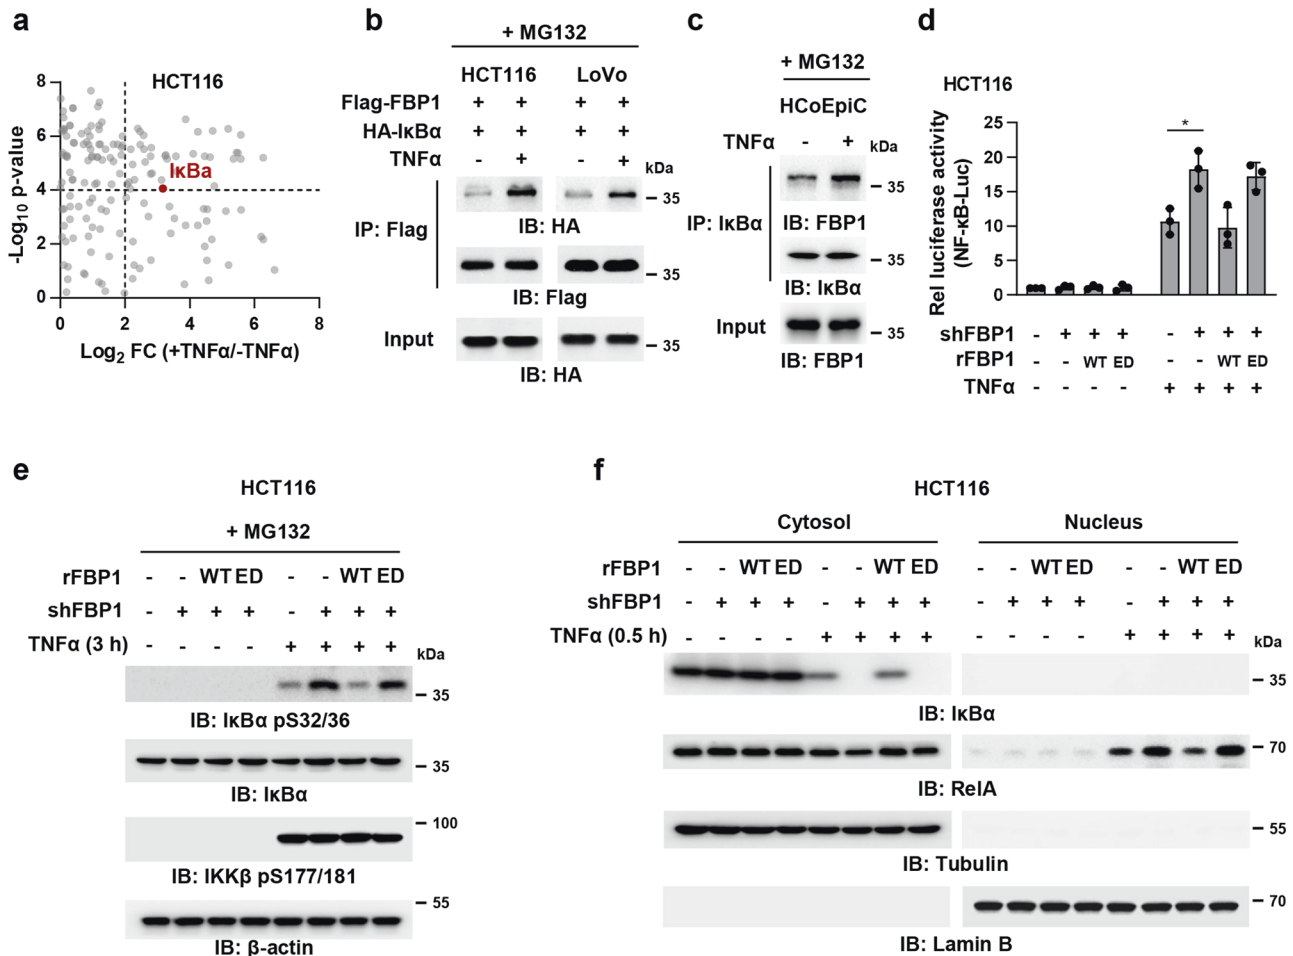 a
HCT116
8
6
4
2
0
-Log10 p-value
IκBa
0 2 4 6 8
Log2 FC (+TNFα/-TNFα)
b
+ MG132
HCT116 LoVo
Flag-FBP1 + + + +
HA-IκBα + + + +
TNFα - + - +
kDa
IP: Flag
35
IB: HA
35
IB: Flag
Input
35
IB: HA
c
+ MG132
HCoEpiC
TNFα - +
kDa
IP: IκBα
35
IB: FBP1
35
IB: IκBα
Input
35
IB: FBP1
d
HCT116
Rel luciferase activity
(NF-κB-Luc)
25
20
15
10
5
0
*
shFBP1 - + + + - + + +
rFBP1 - - WT ED - - WT ED
TNFα - - - - + + + +
e
HCT116
+ MG132
rFBP1 - - WT ED - - WT ED
shFBP1 - + + + - + + +
TNFα (3 h) - - - - + + + +
kDa
35
IB: IκBα pS32/36
35
IB: IκBα
100
IB: IKKβ pS177/181
55
IB: β-actin
f
HCT116
Cytosol Nucleus
rFBP1 - - WT ED - - WT ED - - WT ED - - WT ED
shFBP1 - + + + - + + + - + + + - + + +
TNFα (0.5 h) - - - - + + + + - - - - + + + +
kDa
35
IB: IκBα
70
IB: RelA
55
IB: Tubulin
70
IB: Lamin B